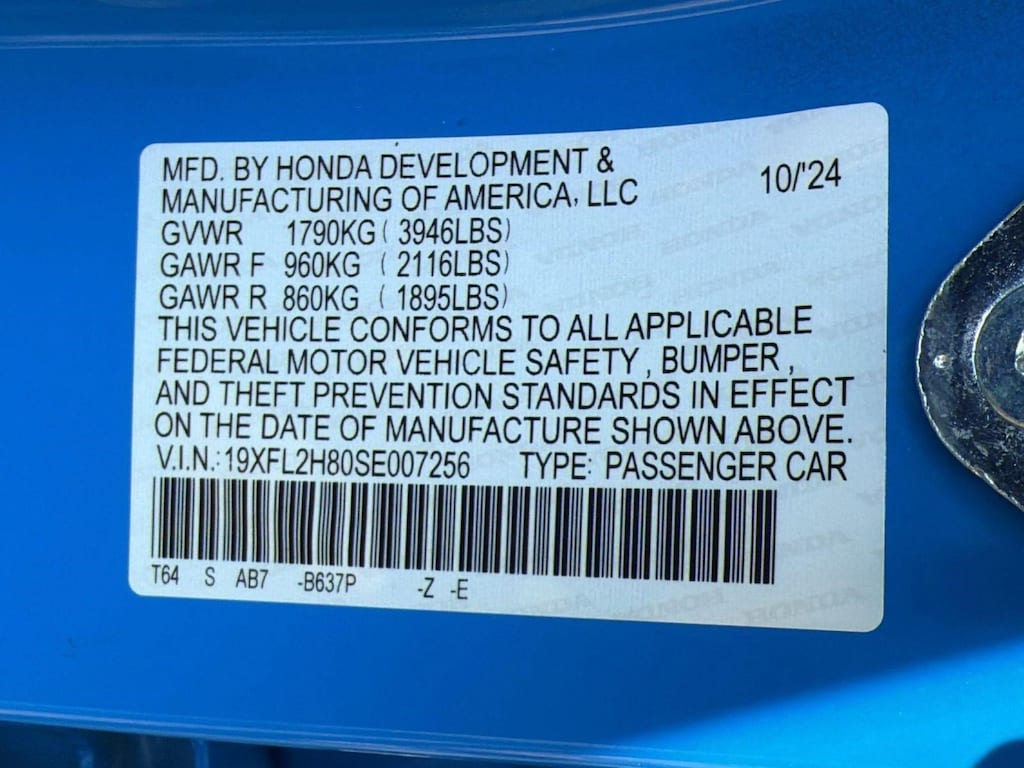 MFD. BY HONDA DEVELOPMENT &
MANUFACTURING OF AMERICA, LLC 10/'24
GVWR 1790KG ( 3946LBS)
GAWR F 960KG ( 2116LBS)
GAWR R 860KG ( 1895LBS)
THIS VEHICLE CONFORMS TO ALL APPLICABLE
FEDERAL MOTOR VEHICLE SAFETY , BUMPER ,
AND THEFT PREVENTION STANDARDS IN EFFECT
ON THE DATE OF MANUFACTURE SHOWN ABOVE.
V.I.N.: 19XFL2H80SE007256 TYPE: PASSENGER CAR
T64 S AB7 -B637P -Z -E